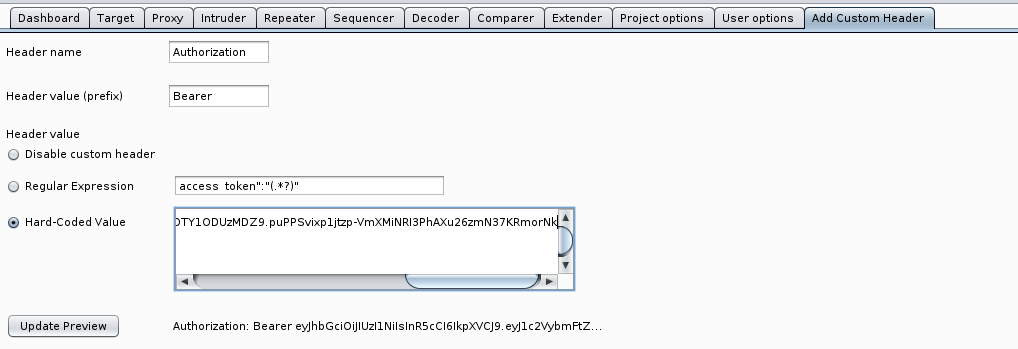 Dashboard Target Proxy Intruder Repeater Sequencer Decoder Comparer Extender Project options User options Add Custom Header
Header name Authorization
Header value (prefix) Bearer
Header value
Disable custom header
Regular Expression access_token":"(.*?)"
Hard-Coded Value OTY1ODUzMDZ9.puPPSvixp1jtzp-VmXMiNRI3PhAXu26zmN37KRmorNk
Update Preview Authorization: Bearer eyJhbGciOiJIUzI1NiIsInR5cCI6IkpXVCJ9.eyJ1c2VybmFtZ...